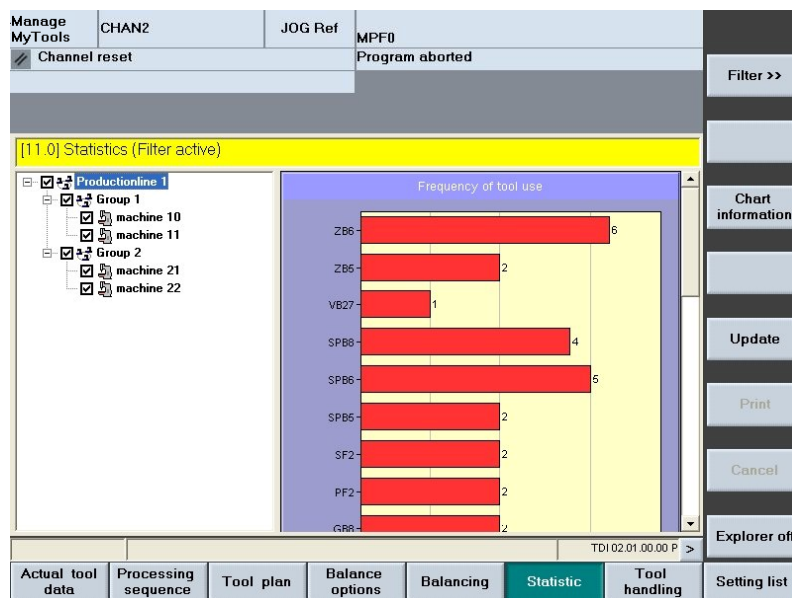 Manage
MyTools
CHAN2
JOG Ref
MPF0
Channel reset
Program aborted
Filter >>
[11.0] Statistics (Filter active)
Productionline 1
Group 1
machine 10
machine 11
Group 2
machine 21
machine 22
Frequency of tool use
ZB6
6
ZB5
2
VB27
1
SPB8
4
SPB6
5
SPB5
2
SF2
2
PF2
2
GB8
2
Chart
information
Update
Print
Cancel
Explorer off
TDI 02.01.00.00 P >
Actual tool
data
Processing
sequence
Tool plan
Balance
options
Balancing
Statistic
Tool
handling
Setting list